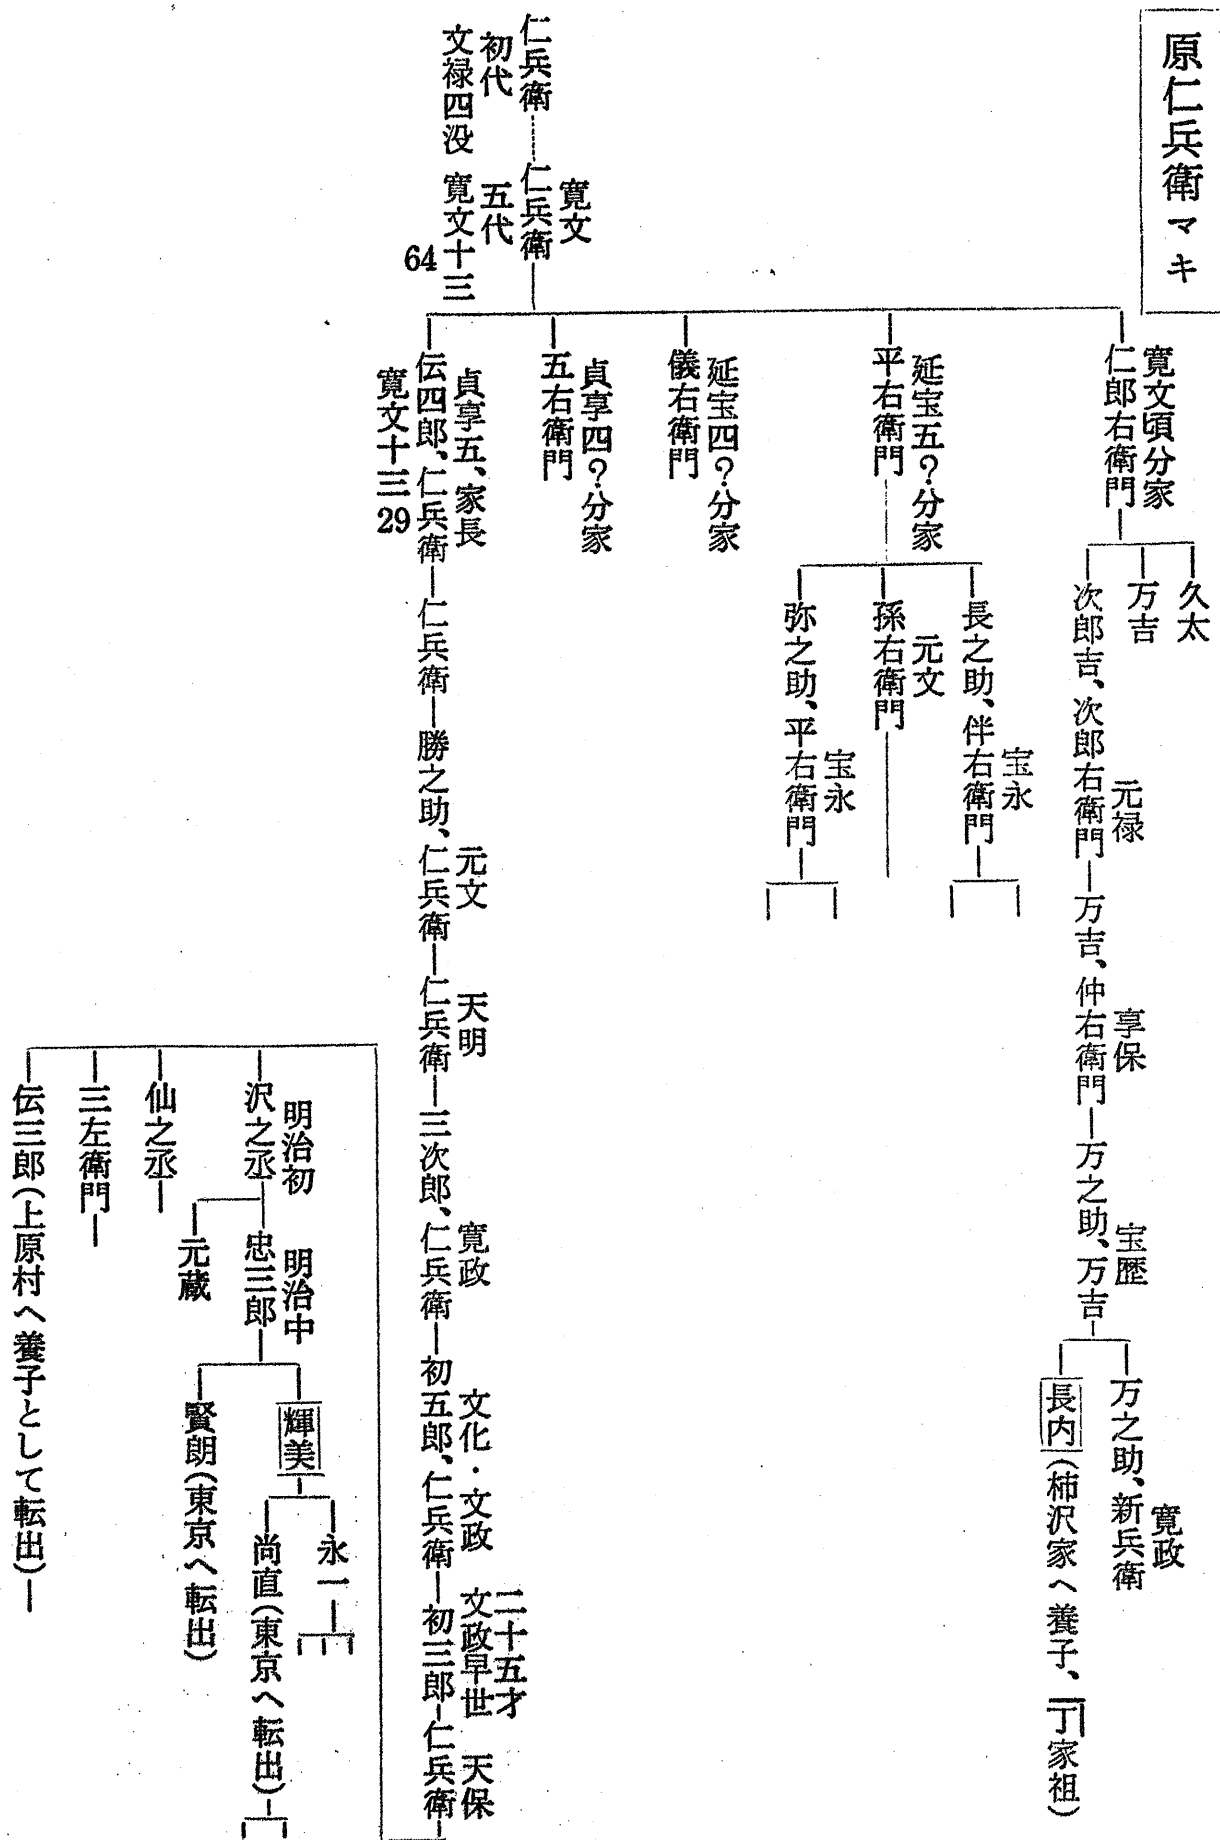 原仁兵衛マキ
仁兵衛
初代
文禄四没
寛文
仁兵衛
五代
寛文十三
64
寛文頃分家
仁郎右衛門
久太
万吉
元禄
次郎吉、次郎右衛門
享保
万吉、仲右衛門
宝歴
万之助、万吉
寛政
万之助、新兵衛
長内(柿沢家へ養子、家祖)
延宝五?分家
平右衛門
宝永
長之助、伴右衛門
元文
孫右衛門
宝永
弥之助、平右衛門
延宝四?分家
儀右衛門
貞享四?分家
五右衛門
貞享五、家長
伝四郎、仁兵衛
寛文十三29
仁兵衛
元文
勝之助、仁兵衛
天明
仁兵衛
寛政
三次郎、仁兵衛
文化・文政
初五郎、仁兵衛
二十五才
文政早世
初三郎
天保
仁兵衛
明治初
沢之丞
明治中
忠三郎
元蔵
輝美
永一
尚直(東京へ転出)
賢朗(東京へ転出)
仙之丞
三左衛門
伝三郎(上原村へ養子として転出)